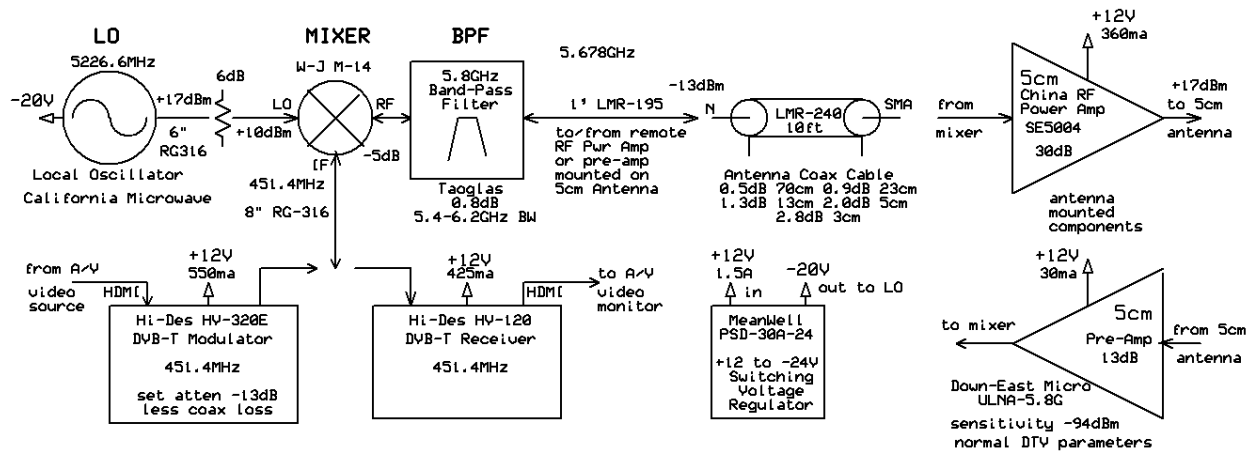 LO
5226.6MHz
-20V
+17dBm
6"
RG316
Local Oscillator
California Microwave
6dB
LO
+10dBm
MIXER
W-J M-14
RF
-5dB
IF
451.4MHz
8" RG-316
BPF
5.8GHz
Band-Pass
Filter
Taoglas
0.8dB
5.4-6.2GHz BW
5.678GHz
1' LMR-195
-13dBm
to/from remote
RF Pwr Amp
or pre-amp
mounted on
5cm Antenna
N
LMR-240
10ft
SMA
Antenna Coax Cable
0.5dB 70cm 0.9dB 23cm
1.3dB 13cm 2.0dB 5cm
2.8dB 3cm
from
mixer
+12V
360ma
5cm
China RF
Power Amp
SE5004
30dB
+17dBm
to 5cm
antenna
antenna
mounted
components
from A/V
video
source
HDMI
+12V
550ma
Hi-Des HV-320E
DVB-T Modulator
451.4MHz
set atten -13dB
less coax loss
+12V
425ma
HDMI
to A/V
video
monitor
Hi-Des HV-120
DVB-T Receiver
451.4MHz
+12V
1.5A
in
-20V
out to LO
MeanWell
PSD-30A-24
+12 to -24V
Switching
Voltage
Regulator
+12V
30ma
to mixer
5cm
Pre-Amp
13dB
from 5cm
antenna
Down-East Micro
ULNA-5.8G
sensitivity -94dBm
normal DTV parameters